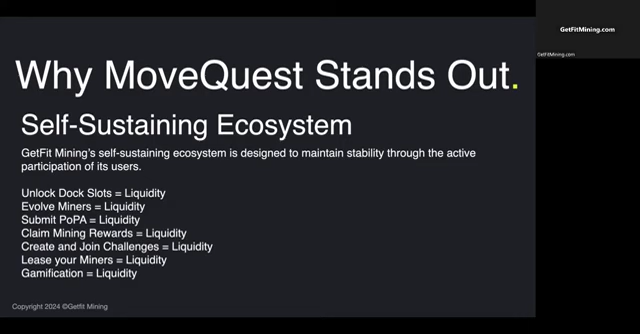 GetFitMining.com
GetFitMining.com
Why MoveQuest Stands Out.
Self-Sustaining Ecosystem
GetFit Mining's self-sustaining ecosystem is designed to maintain stability through the active
participation of its users.
Unlock Dock Slots = Liquidity
Evolve Miners = Liquidity
Submit PoPA = Liquidity
Claim Mining Rewards = Liquidity
Create and Join Challenges = Liquidity
Lease your Miners = Liquidity
Gamification = Liquidity
Copyright 2024 ©Getfit Mining